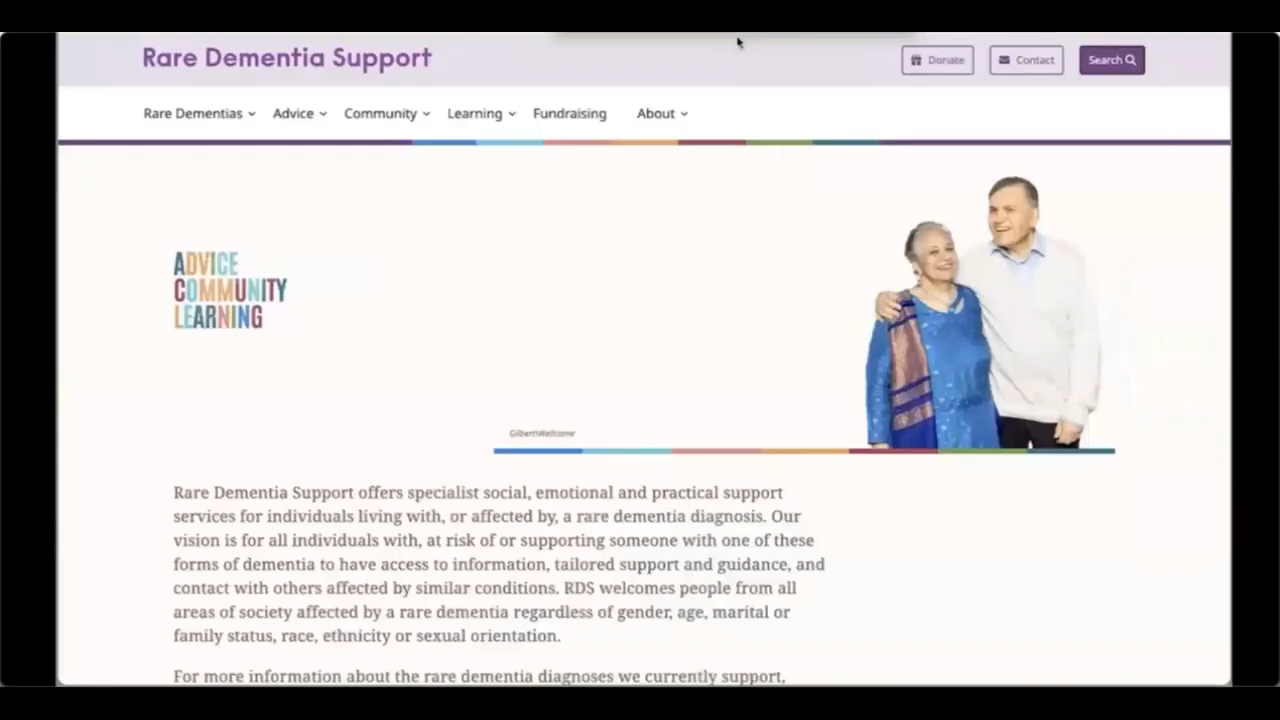 Rare Dementia Support
Donate
Contact
Search
Rare Dementias
Advice
Community
Learning
Fundraising
About
ADVICE
COMMUNITY
LEARNING
Gilbert/Wellcome
Rare Dementia Support offers specialist social, emotional and practical support
services for individuals living with, or affected by, a rare dementia diagnosis. Our
vision is for all individuals with, at risk of or supporting someone with one of these
forms of dementia to have access to information, tailored support and guidance, and
contact with others affected by similar conditions. RDS welcomes people from all
areas of society affected by a rare dementia regardless of gender, age, marital or
family status, race, ethnicity or sexual orientation.
For more information about the rare dementia diagnoses we currently support,